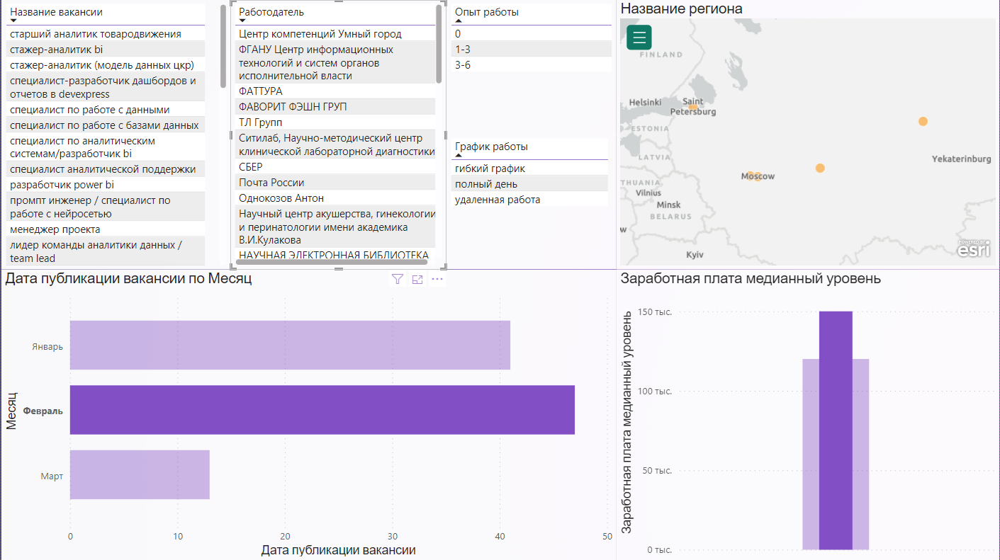 Название вакансии
старший аналитик товародвижения
стажер-аналитик bi
стажер-аналитик (модель данных цкр)
специалист-разработчик дашбордов и
отчетов в devexpress
специалист по работе с данными
специалист по работе с базами данных
специалист по аналитическим
системам/разработчик bi
специалист аналитической поддержки
разработчик power bi
промпт инженер / специалист по
работе с нейросетью
менеджер проекта
лидер команды аналитики данных /
team lead
Работодатель
Центр компетенций Умный город
ФГАНУ Центр информационных
технологий и систем органов
исполнительной власти
ФАТТУРА
ФАВОРИТ ФЭШН ГРУП
ТЛ Групп
Ситилаб, Научно-методический центр
клинической лабораторной диагностики
СБЕР
Почта России
Однокозов Антон
Научный центр акушерства, гинекологии
и перинатологии имени академика
В.И.Кулакова
НАУЧНАЯ ЭЛЕКТРОННАЯ БИБЛИОТЕКА
Опыт работы
0
1-3
3-6
График работы
гибкий график
полный день
удаленная работа
Название региона
FINLAND
Helsinki
Saint
Petersburg
ESTONIA
LATVIA
Yekaterinburg
Moscow
THUANIA
Vilnius
Minsk
BELARUS
w
Kyiv
POWERED BY
esri
Дата публикации вакансии по Месяц
Месяц
Январь
Февраль
Март
0 10 20 30 40 50
Дата публикации вакансии
Заработная плата медианный уровень
Заработная плата медианный уровень
150 тыс.
100 тыс.
50 тыс.
0 тыс.